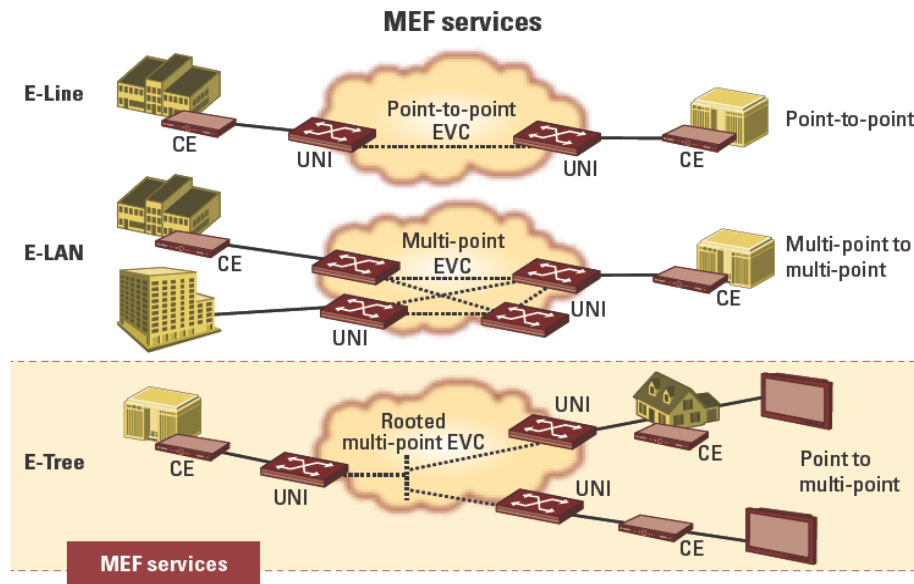 MEF services
E-Line
Point-to-point
EVC
CE
UNI
UNI
CE
Point-to-point
E-LAN
CE
Multi-point
EVC
UNI
UNI
CE
Multi-point to
multi-point
E-Tree
CE
UNI
Rooted
multi-point EVC
UNI
CE
UNI
CE
Point to
multi-point
MEF services